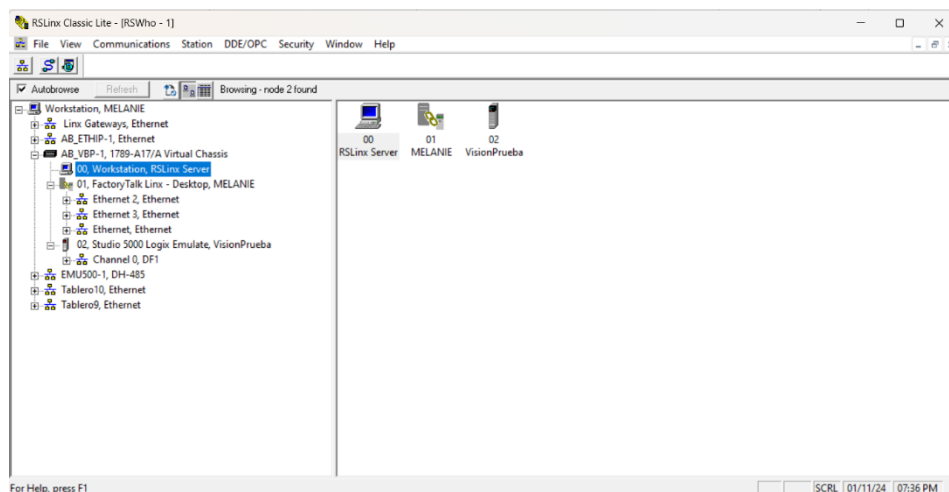 RSLinx Classic Lite - [RSWho - 1]
File View Communications Station DDE/OPC Security Window Help
Autobrowse Refresh Browsing - node 2 found
Workstation, MELANIE
Linx Gateways, Ethernet
AB_ETHIP-1, Ethernet
AB_VBP-1, 1789-A17/A Virtual Chassis
00, Workstation, RSLinx Server
01, FactoryTalk Linx - Desktop, MELANIE
Ethernet 2, Ethernet
Ethernet 3, Ethernet
Ethernet, Ethernet
02, Studio 5000 Logix Emulate, VisionPrueba
Channel 0, DF1
EMU500-1, DH-485
Tablero10, Ethernet
Tablero9, Ethernet
00 01 02
RSLinx Server MELANIE VisionPrueba
For Help, press F1 SCRL 01/11/24 07:36 PM